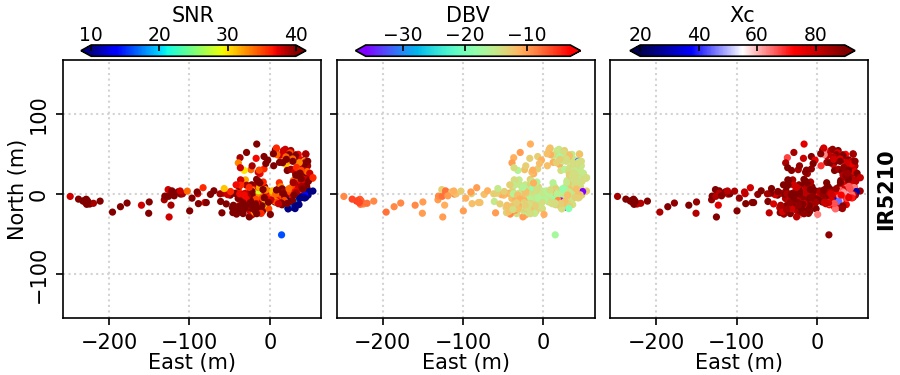 SNR DBV Xc
10 20 30 40 −30 −20 −10 20 40 60 80
100
0
−100
North (m)
IR5210
−200 −100 0 −200 −100 0 −200 −100 0
East (m) East (m) East (m)